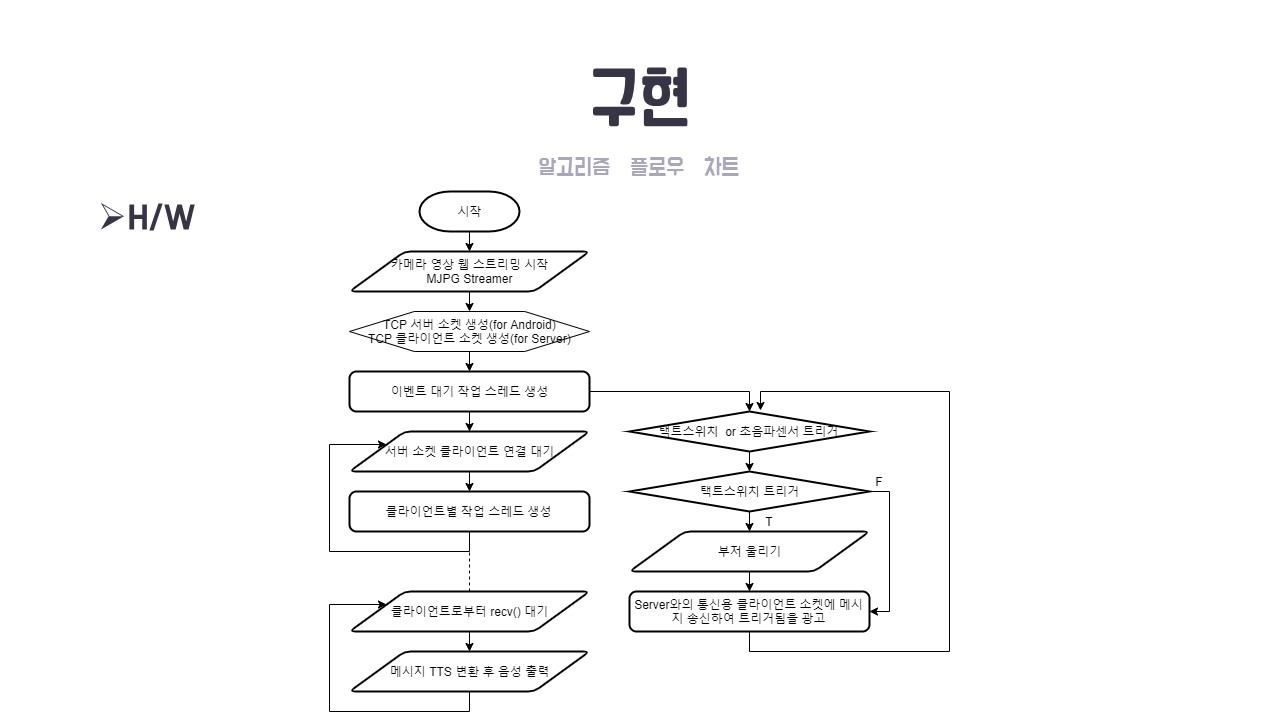 구현
알고리즘 플로우 차트
➢H/W
시작
카메라 영상 웹 스트리밍 시작
MJPG Streamer
TCP 서버 소켓 생성(for Android)
TCP 클라이언트 소켓 생성(for Server)
이벤트 대기 작업 스레드 생성
서버 소켓 클라이언트 연결 대기
클라이언트별 작업 스레드 생성
클라이언트로부터 recv() 대기
메시지 TTS 변환 후 음성 출력
택트스위치 or 초음파센서 트리거
택트스위치 트리거
F
T
부저 울리기
Server와의 통신용 클라이언트 소켓에 메시
지 송신하여 트리거됨을 광고